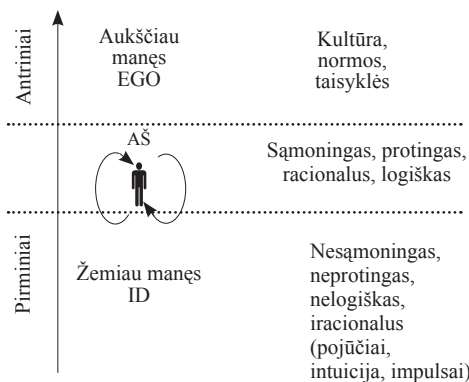 Antriniai
Aukščiau
manęs
EGO
Kultūra,
normos,
taisyklės
AŠ
Sąmoningas, protingas,
racionalus, logiškas
Pirminiai
Žemiau manęs
ID
Nesąmoningas,
neprotingas,
nelogiškas,
iracionalus
(pojūčiai,
intuicija, impulsai)